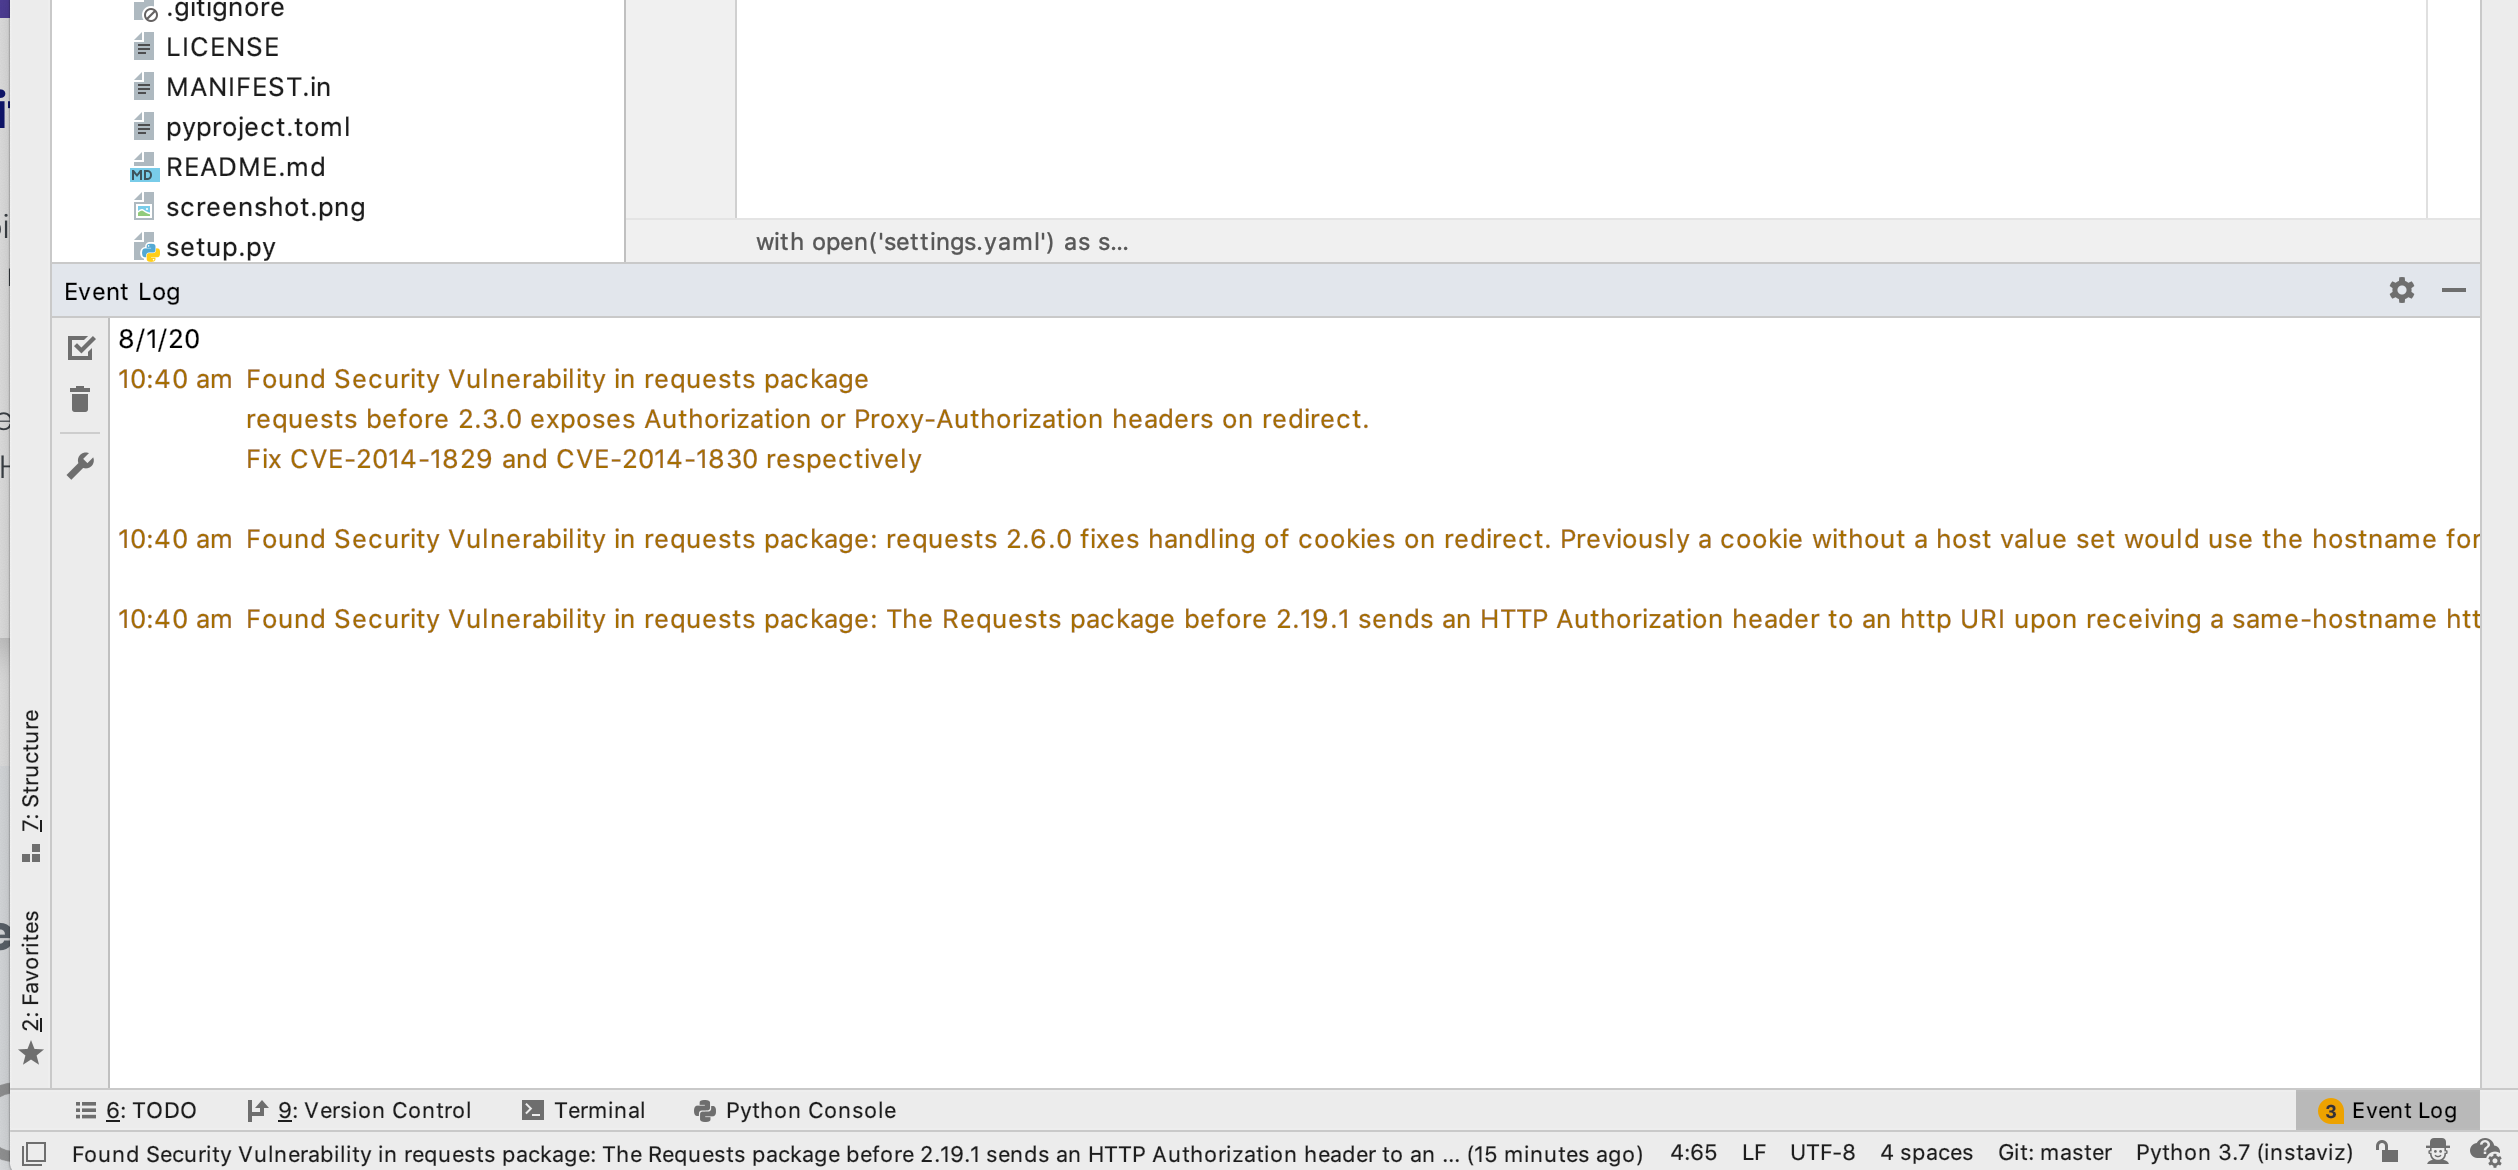 .gitignore
LICENSE
MANIFEST.in
pyproject.toml
MD README.md
screenshot.png
setup.py
with open('settings.yaml') as s...
Event Log
8/1/20
10:40 am Found Security Vulnerability in requests package
requests before 2.3.0 exposes Authorization or Proxy-Authorization headers on redirect.
Fix CVE-2014-1829 and CVE-2014-1830 respectively
10:40 am Found Security Vulnerability in requests package: requests 2.6.0 fixes handling of cookies on redirect. Previously a cookie without a host value set would use the hostname for
10:40 am Found Security Vulnerability in requests package: The Requests package before 2.19.1 sends an HTTP Authorization header to an http URI upon receiving a same-hostname htt
7: Structure
2: Favorites
6: TODO
9: Version Control
Terminal
Python Console
3 Event Log
Found Security Vulnerability in requests package: The Requests package before 2.19.1 sends an HTTP Authorization header to an ... (15 minutes ago)
4:65
LF
UTF-8
4 spaces
Git: master
Python 3.7 (instaviz)